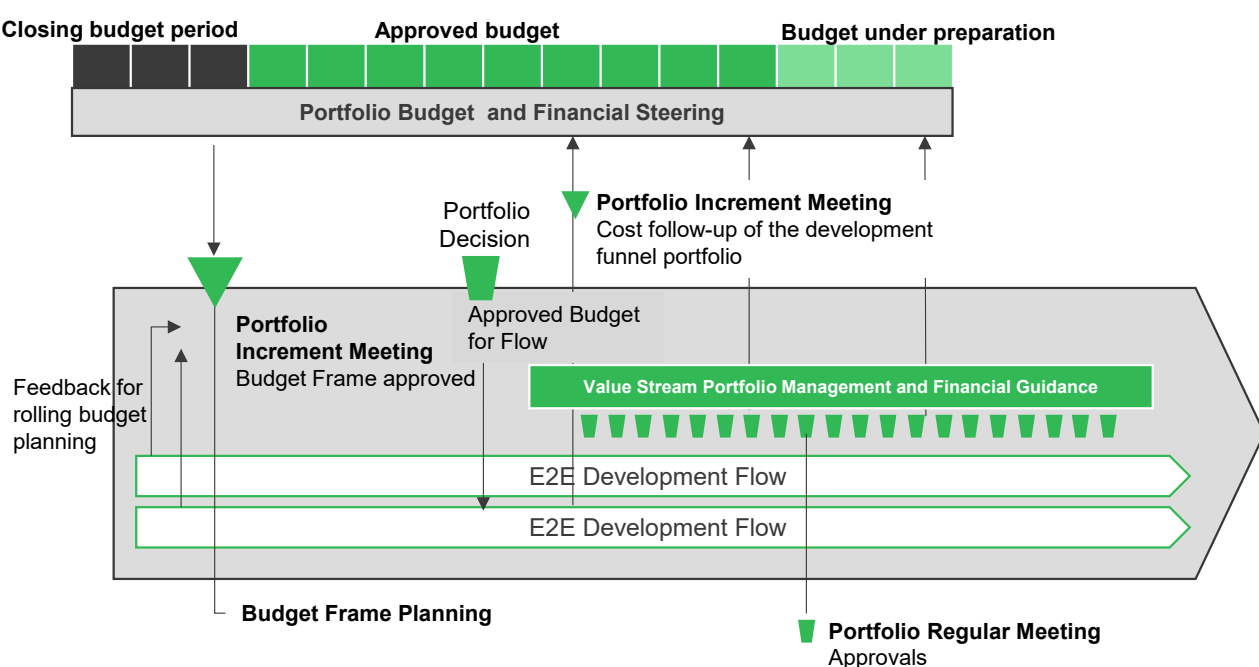 Closing budget period
Approved budget
Budget under preparation
Portfolio Budget and Financial Steering
Portfolio
Decision
Portfolio Increment Meeting
Cost follow-up of the development
funnel portfolio
Approved Budget
for Flow
Portfolio
Increment Meeting
Budget Frame approved
Feedback for
rolling budget
planning
Value Stream Portfolio Management and Financial Guidance
E2E Development Flow
E2E Development Flow
Budget Frame Planning
Portfolio Regular Meeting
Approvals